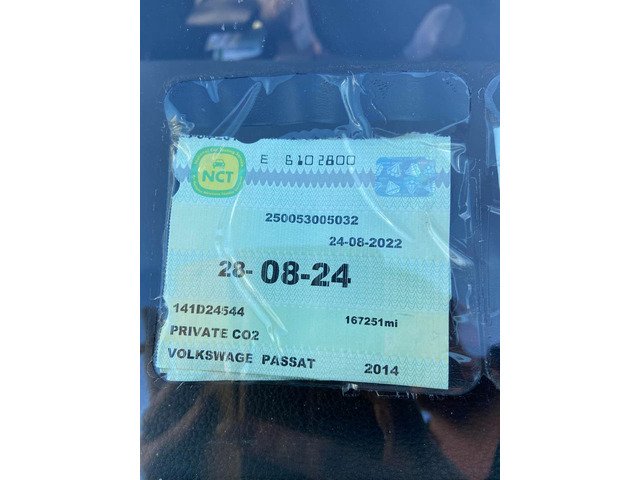 E 6102800
NCT
250053005032
24-08-2022
28-08-24
141D24544
167251mi
PRIVATE CO2
VOLKSWAGE PASSAT
2014